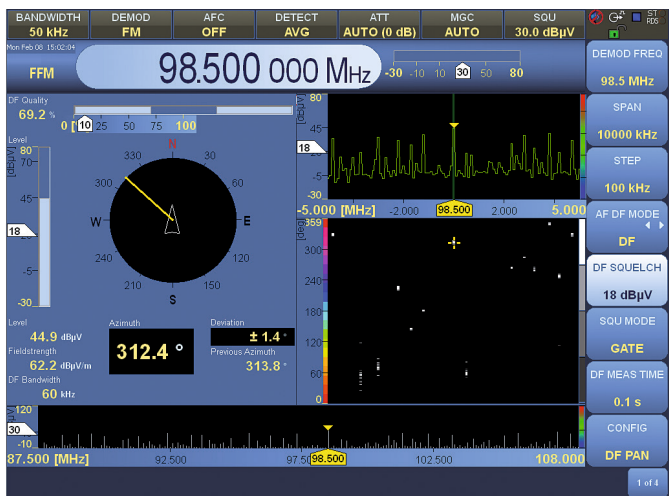 BANDWIDTH DEMOD AFC DETECT ATT MGC SQU ST
50 kHz FM OFF AVG AUTO (0 dB) AUTO 30.0 dBµV RDS
Mon Feb 08 15:02:04
FFM 98.500 000 MHz -30 -10 10 30 50 80
DEMOD FREQ
98.5 MHz
SPAN
10000 kHz
STEP
100 kHz
AF DF MODE
DF
DF SQUELCH
18 dBµV
SQU MODE
GATE
DF MEAS TIME
0.1 s
CONFIG
DF PAN
1 of 4
DF Quality
69.2 %
0 [ 10 25 50 75 100
Level
[dBµV]
80
70
45
18
-5
-30
N
30
60
E
120
150
S
210
240
W
300
330
Level
44.9 dBµV
Fieldstrength
62.2 dBµV/m
DF Bandwidth
60 kHz
Azimuth
312.4 °
Deviation
± 1.4 °
Previous Azimuth
313.8 °
[dBµV]
80
45
18
-5
-30
-5.000 [MHz] -2.000 98.500 2.000 5.000
[deg]
359
300
240
180
120
60
0
120
30
-10
87.500 [MHz] 92.500 97.50 98.500 102.500 108.000